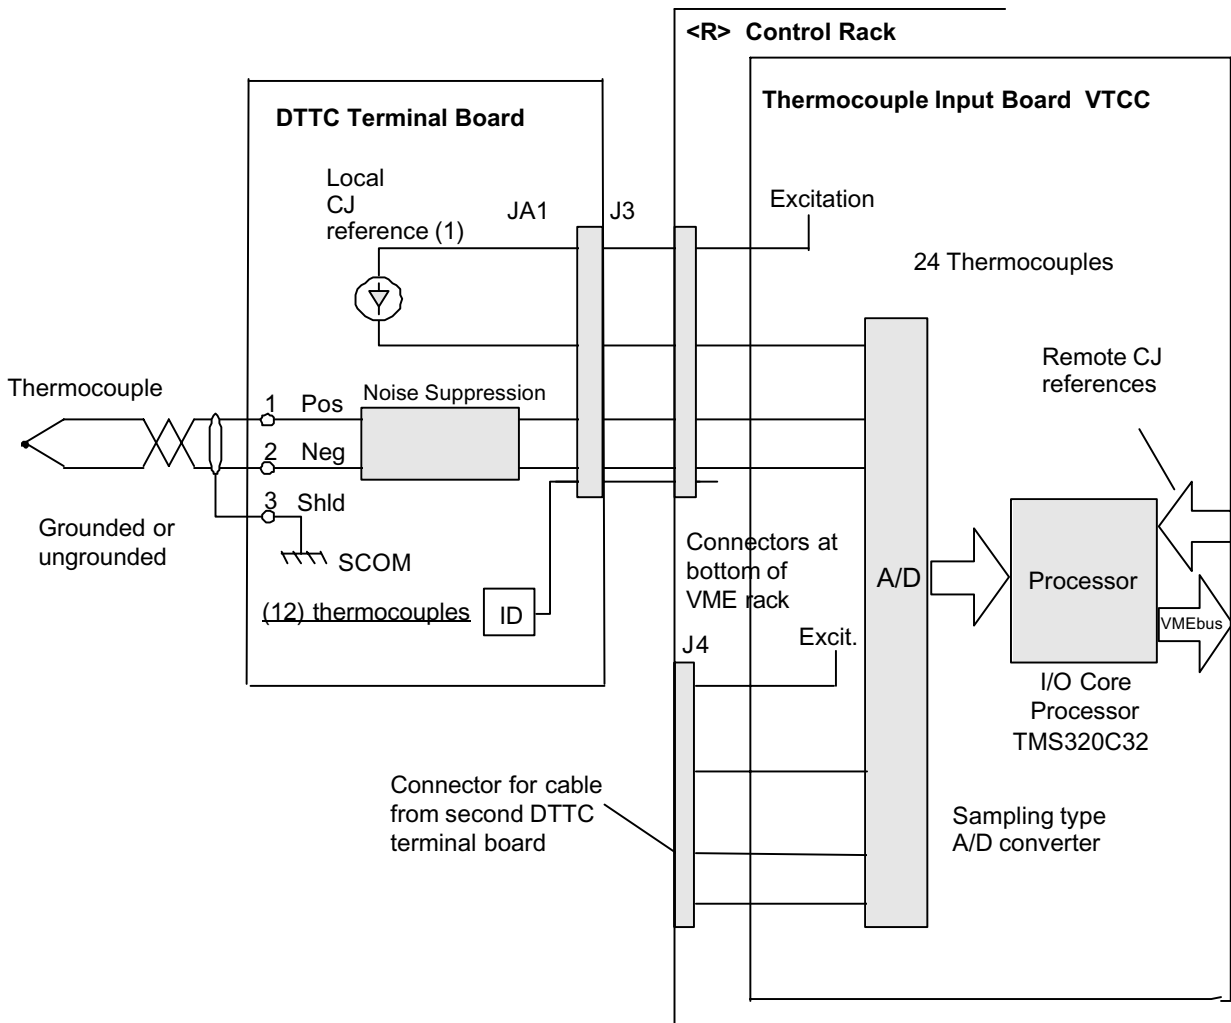 <R> Control Rack
Thermocouple Input Board VTCC
DTTC Terminal Board
Local
CJ
reference (1)
JA1
J3
Excitation
24 Thermocouples
Remote CJ
references
Thermocouple
1 Pos
Noise Suppression
2 Neg
3 Shld
Grounded or
ungrounded
SCOM
(12) thermocouples
ID
Connectors at
bottom of
VME rack
A/D
Processor
VMEbus
J4
Excit.
I/O Core
Processor
TMS320C32
Connector for cable
from second DTTC
terminal board
Sampling type
A/D converter